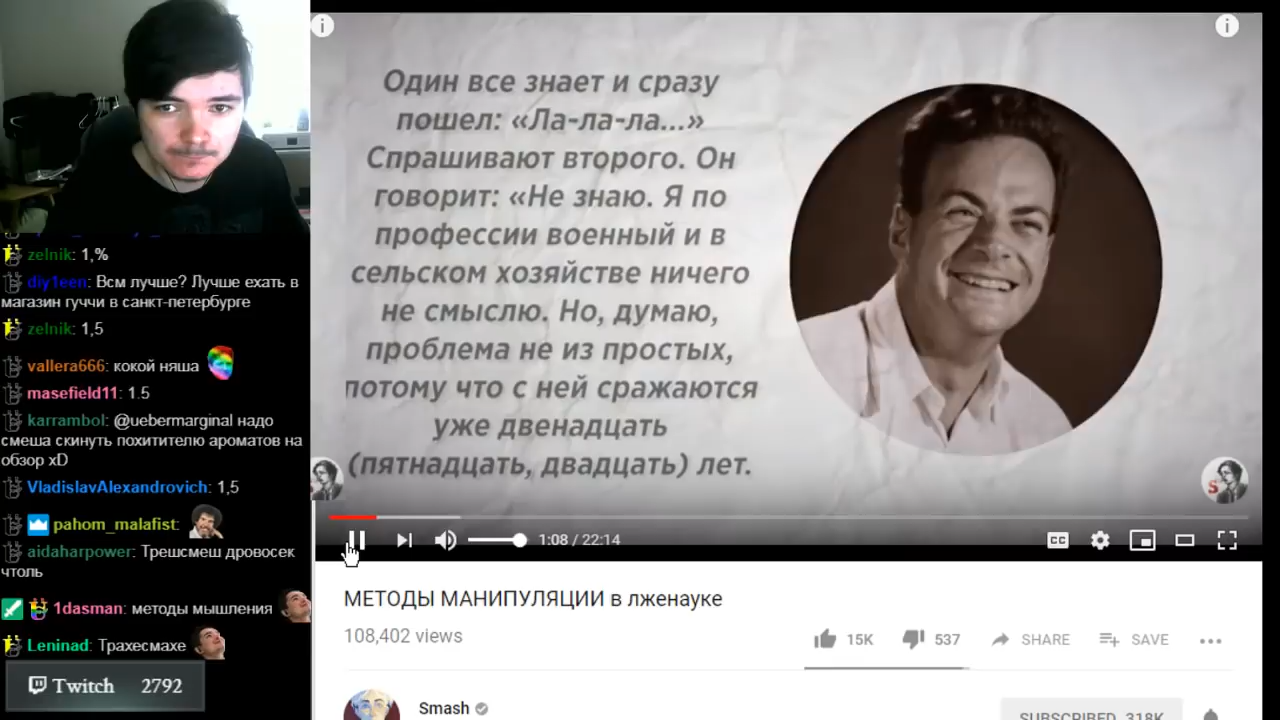 zelnik: 1,%
diy1een: Всм лучше? Лучше ехать в
магазин гуччи в санкт-петербурге
zelnik: 1,5
vallera666: кокой няша
masefield11: 1.5
karrambol: @uebermarginal надо
смеша скинуть похитителю ароматов на
обзор xD
VladislavAlexandrovich: 1,5
pahom_malafist:
aidaharpower: Трешсмеш дровосек
чтоль
1dasman: методы мышления
Leninad: Трахесмахе
Twitch 2792
Один все знает и сразу
пошел: «Ла-ла-ла...»
Спрашивают второго. Он
говорит: «Не знаю. Я по
профессии военный и в
сельском хозяйстве ничего
не смыслю. Но, думаю,
проблема не из простых,
потому что с ней сражаются
уже двенадцать
(пятнадцать, двадцать) лет.
1:08 / 22:14
CC
МЕТОДЫ МАНИПУЛЯЦИИ в лженауке
108,402 views
15K 537 SHARE SAVE
Smash
SUBSCRIBED 318K